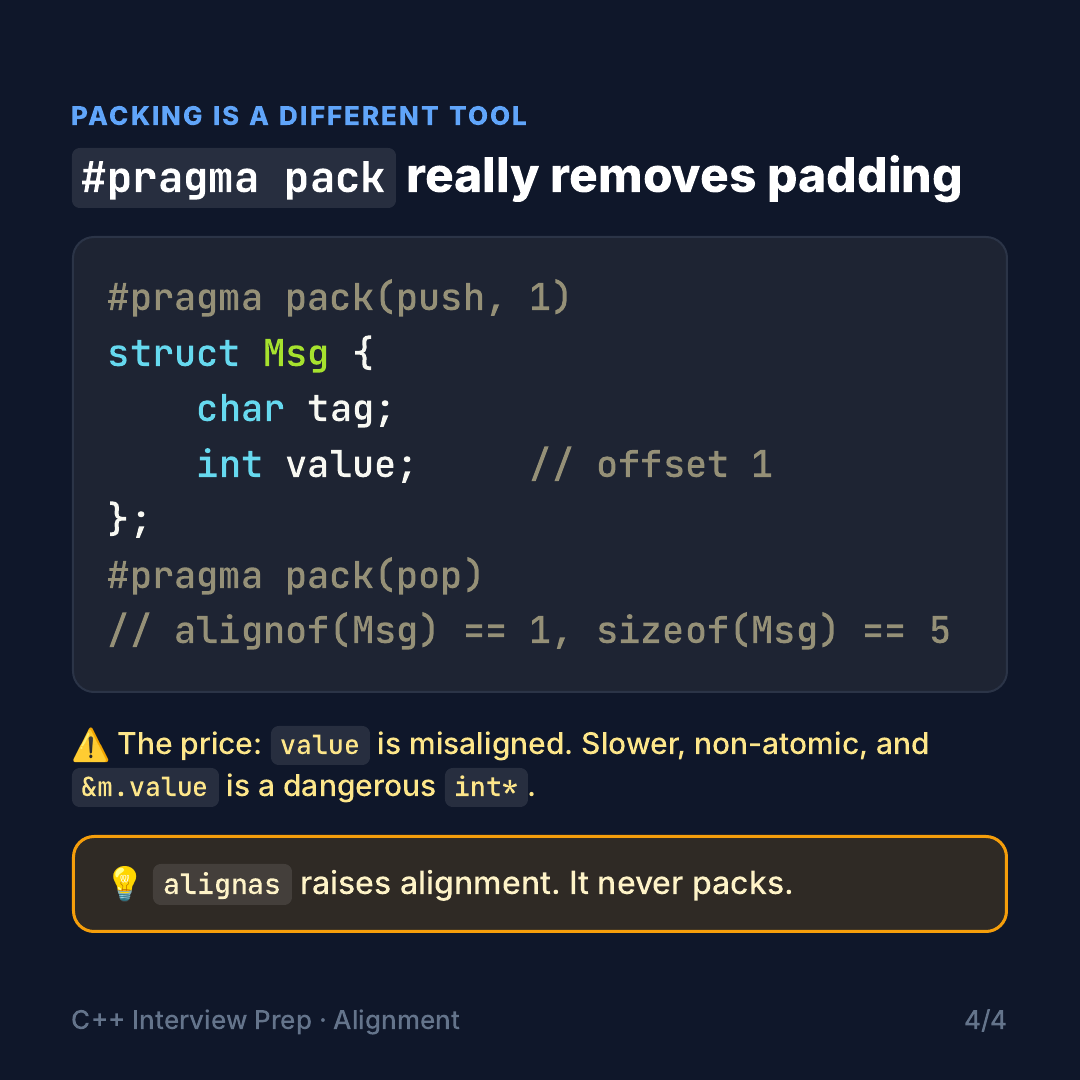 PACKING IS A DIFFERENT TOOL
#pragma pack really removes padding
#pragma pack(push, 1)
struct Msg {
    char tag;
    int value;     // offset 1
};
#pragma pack(pop)
// alignof(Msg) == 1, sizeof(Msg) == 5
⚠️ The price: value is misaligned. Slower, non-atomic, and
&m.value is a dangerous int*.
💡 alignas raises alignment. It never packs.
C++ Interview Prep · Alignment
4/4